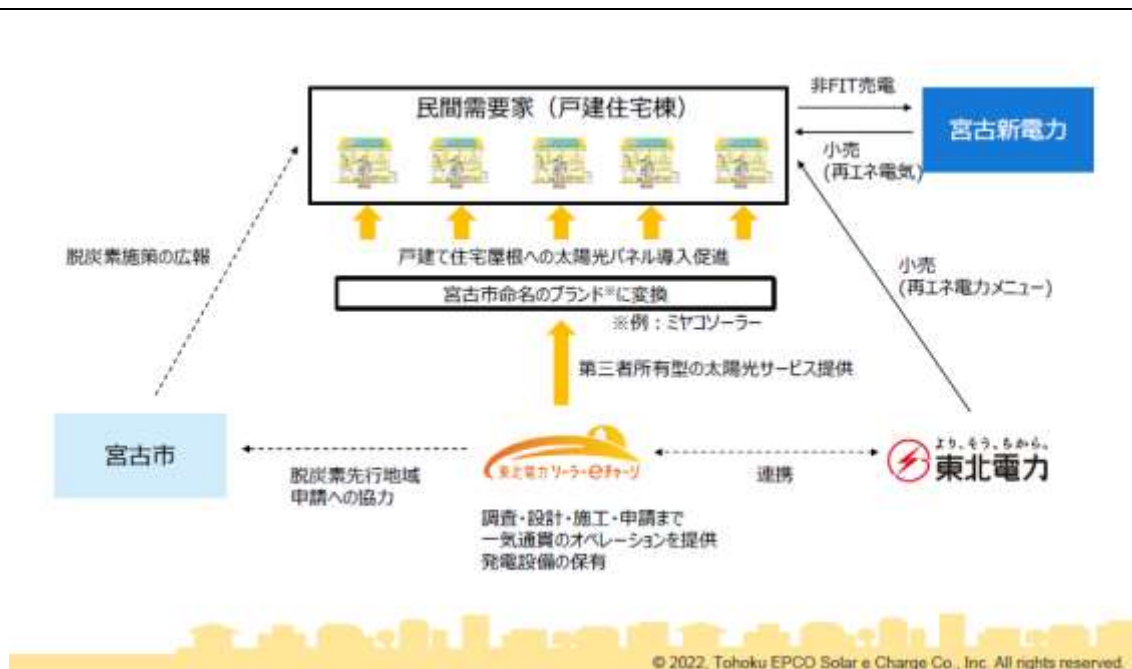 非FIT売電
民間需要家（戸建住宅棟）
宮古新電力
小売
(再エネ電気)
脱炭素施策の広報
戸建て住宅屋根への太陽光パネル導入促進
小売
(再エネ電力メニュー)
宮古市命名のブランド※に変換
※例：ミヤコソーラー
第三者所有型の太陽光サービス提供
宮古市
東北電力ソーラーeチャージ
より、そう、ちから。
東北電力
脱炭素先行地域
申請への協力
連携
調査・設計・施工・申請まで
一気通貫のオペレーションを提供
発電設備の保有
© 2022, Tohoku EPCO Solar e Charge Co., Inc. All rights reserved.